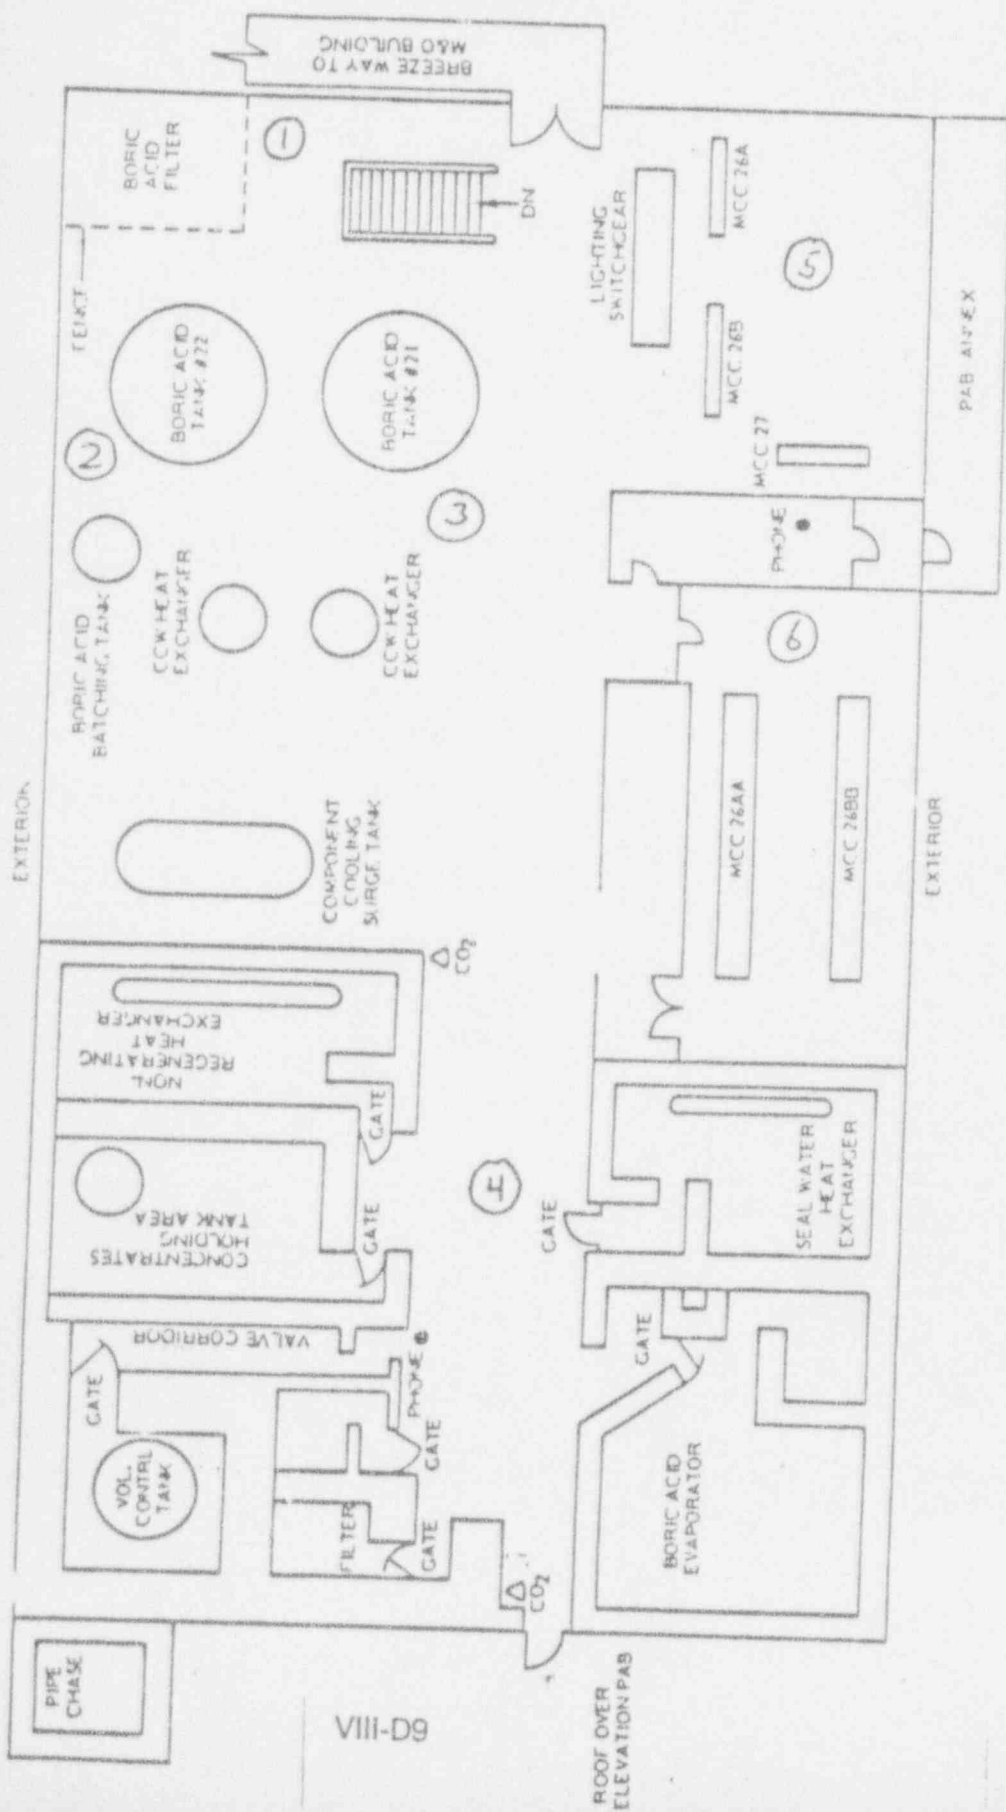 BREEZE WAY TO
M&O BUILDING
BORIC
ACID
FILTER
1
DN
FENCE
BORIC ACID
TANK #22
BORIC ACID
TANK #21
LIGHTING
SWITCHGEAR
MCC 26A
MCC 26B
5
MCC 27
PAB ANNEX
2
3
BORIC ACID
BATCHING TANK
CCW HEAT
EXCHANGER
CCW HEAT
EXCHANGER
PHONE
6
EXTERIOR
COMPONENT
COOLING
SURGE TANK
MCC 26AA
MCC 26BB
EXTERIOR
CO2
NON-
REGENERATING
HEAT
EXCHANGER
GATE
CONCENTRATES
HOLDING
TANK AREA
GATE
4
GATE
SEAL WATER
HEAT
EXCHANGER
VALVE CORRIDOR
PHONE
GATE
GATE
VOL.
CONTRL
TANK
GATE
FILTER
GATE
BORIC ACID
EVAPORATOR
CO2
PIPE
CHASE
ROOF OVER
ELEVATION PAB
VIII-D9